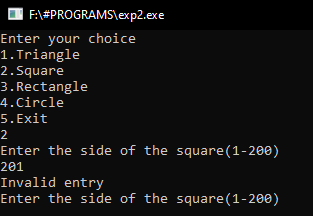 F:\#PROGRAMS\exp2.exe
Enter your choice
1.Triangle
2.Square
3.Rectangle
4.Circle
5.Exit
2
Enter the side of the square(1-200)
201
Invalid entry
Enter the side of the square(1-200)